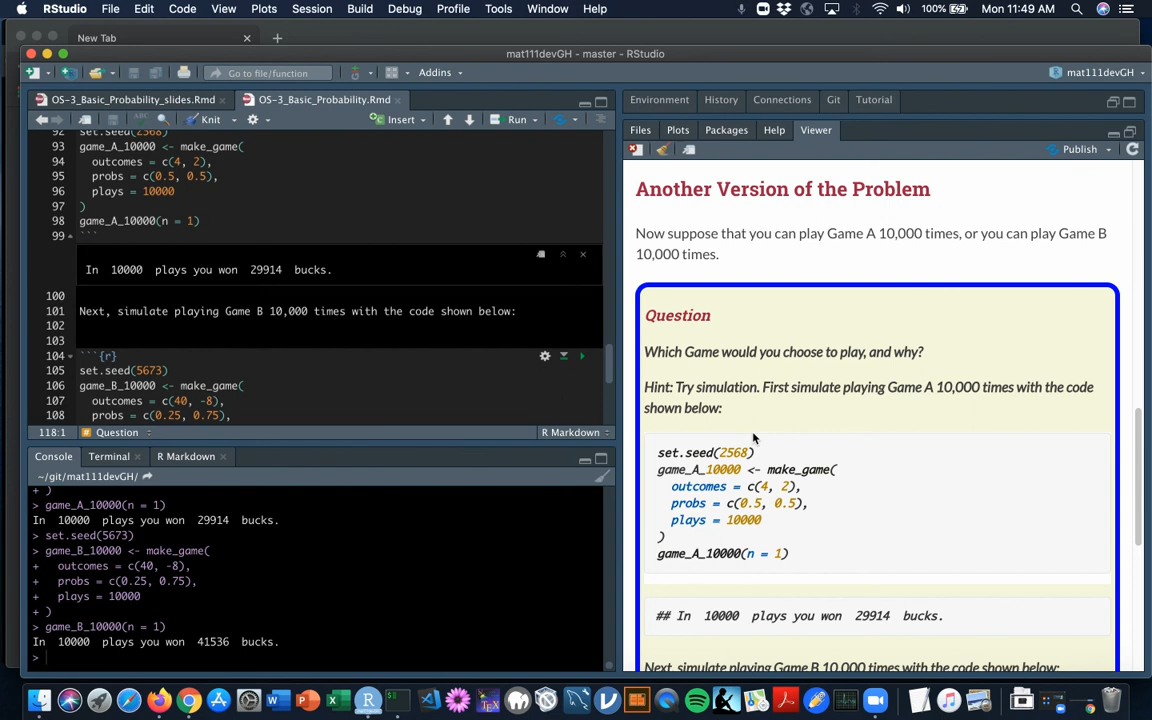 RStudio File Edit Code View Plots Session Build Debug Profile Tools Window Help 100% Mon 11:49 AM
New Tab
mat111devGH - master - RStudio
Go to file/function Addins mat111devGH
OS-3_Basic_Probability_slides.Rmd OS-3_Basic_Probability.Rmd
Knit Insert Run
92 set.seed(2568)
93 game_A_10000 <- make_game(
94 outcomes = c(4, 2),
95 probs = c(0.5, 0.5),
96 plays = 10000
97 )
98 game_A_10000(n = 1)
99 ```
In 10000 plays you won 29914 bucks.
100
101 Next, simulate playing Game B 10,000 times with the code shown below:
102
103
104 ```{r}
105 set.seed(5673)
106 game_B_10000 <- make_game(
107 outcomes = c(40, -8),
108 probs = c(0.25, 0.75),
118:1 Question R Markdown
Console Terminal R Markdown
~/git/mat111devGH/
+ )
> game_A_10000(n = 1)
In 10000 plays you won 29914 bucks.
> set.seed(5673)
> game_B_10000 <- make_game(
+ outcomes = c(40, -8),
+ probs = c(0.25, 0.75),
+ plays = 10000
+ )
> game_B_10000(n = 1)
In 10000 plays you won 41536 bucks.
>
Environment History Connections Git Tutorial
Files Plots Packages Help Viewer
Publish
Another Version of the Problem
Now suppose that you can play Game A 10,000 times, or you can play Game B
10,000 times.
Question
Which Game would you choose to play, and why?
Hint: Try simulation. First simulate playing Game A 10,000 times with the code
shown below:
set.seed(2568)
game_A_10000 <- make_game(
outcomes = c(4, 2),
probs = c(0.5, 0.5),
plays = 10000
)
game_A_10000(n = 1)
## In 10000 plays you won 29914 bucks.
Next, simulate playing Game B 10,000 times with the code shown below: